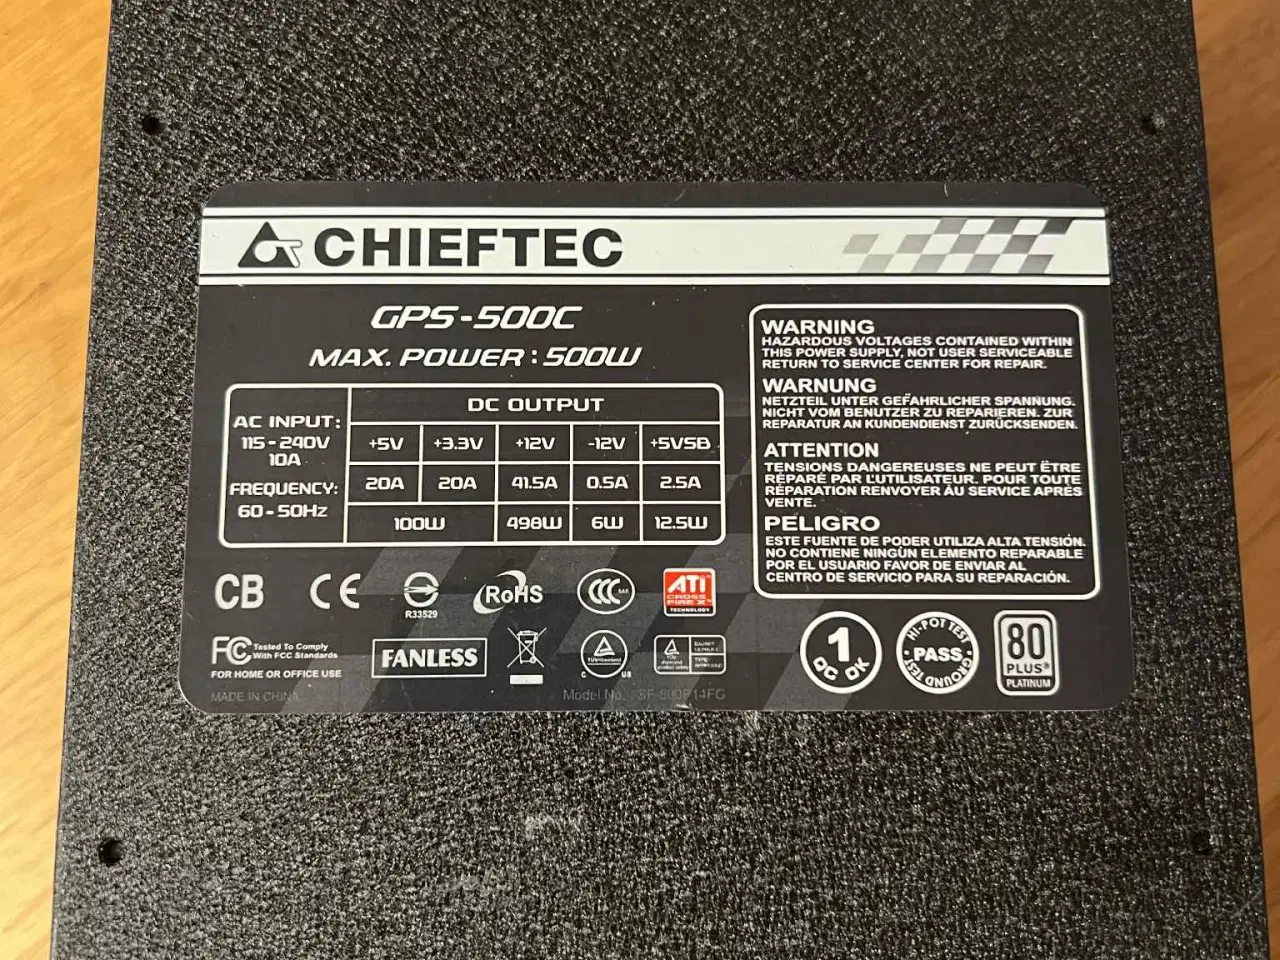 CHIEFTEC
GPS-500C
MAX. POWER : 500W
AC INPUT:
115 - 240V
10A
FREQUENCY:
60 - 50Hz
DC OUTPUT
+5V +3.3V +12V -12V +5VSB
20A 20A 41.5A 0.5A 2.5A
100W 498W 6W 12.5W
WARNING
HAZARDOUS VOLTAGES CONTAINED WITHIN
THIS POWER SUPPLY, NOT USER SERVICEABLE
RETURN TO SERVICE CENTER FOR REPAIR.
WARNUNG
NETZTEIL UNTER GEFÄHRLICHER SPANNUNG.
NICHT VOM BENUTZER ZU REPARIEREN. ZUR
REPARATUR AN KUNDENDIENST ZURÜCKSENDEN.
ATTENTION
TENSIONS DANGEREUSES NE PEUT ÊTRE
RÉPARÉ PAR L'UTILISATEUR. POUR TOUTE
RÉPARATION RENVOYER AU SERVICE APRÈS
VENTE.
PELIGRO
ESTE FUENTE DE PODER UTILIZA ALTA TENSIÓN.
NO CONTIENE NINGÚN ELEMENTO REPARABLE
POR EL USUARIO FAVOR DE ENVIAR AL
CENTRO DE SERVICIO PARA SU REPARACIÓN.
CB CE R33529 RoHS CCC
ATI
CROSS
FIRE X
TECHNOLOGY
FC Tested To Comply
With FCC Standards
FOR HOME OR OFFICE USE
FANLESS
C US
1
QC OK
HI-POT TEST
PASS
GROUND TEST
80
PLUS®
PLATINUM
MADE IN CHINA
Model No. :